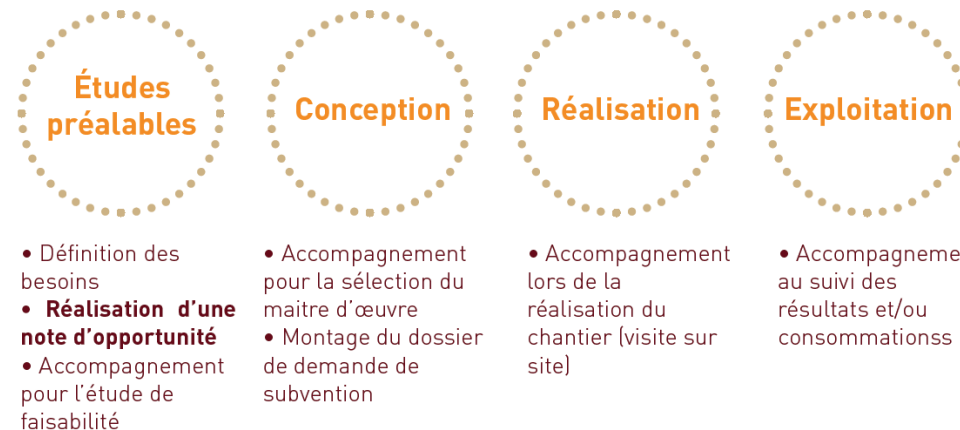 Études
préalables
• Définition des
besoins
• Réalisation d'une
note d'opportunité
• Accompagnement
pour l'étude de
faisabilité
Conception
• Accompagnement
pour la sélection du
maitre d'œuvre
• Montage du dossier
de demande de
subvention
Réalisation
• Accompagnement
lors de la
réalisation du
chantier (visite sur
site)
Exploitation
• Accompagneme
au suivi des
résultats et/ou
consommationss